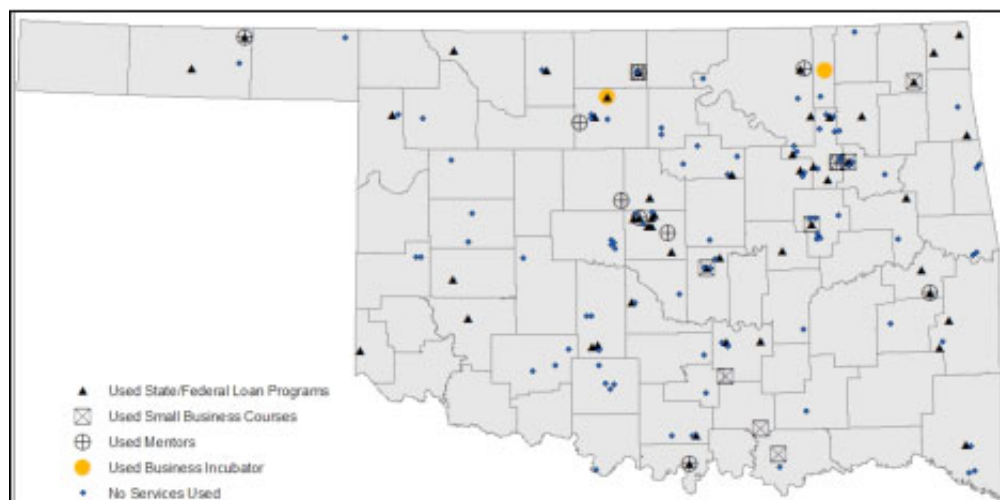 Used State/Federal Loan Programs
Used Small Business Courses
Used Mentors
Used Business Incubator
No Services Used